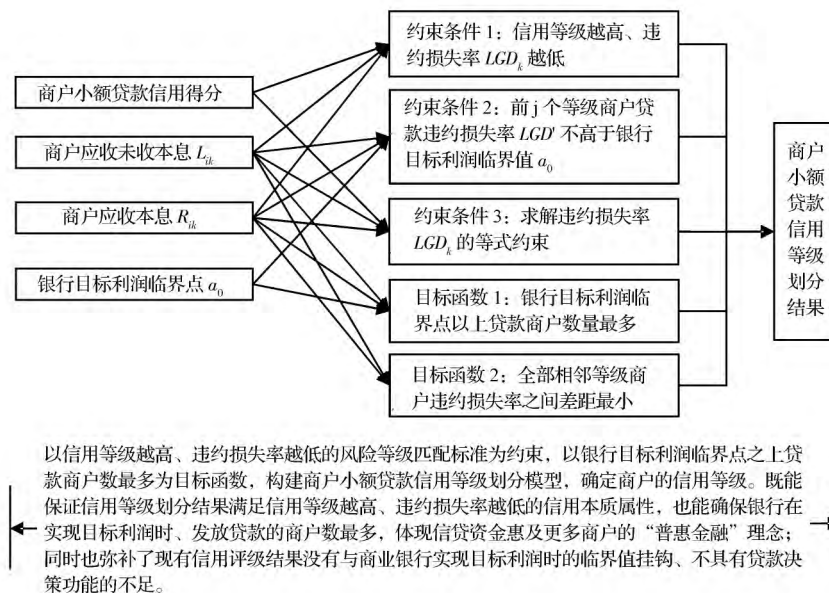 商户小额贷款信用得分
商户应收未收本息 L_{ik}
商户应收本息 R_{ik}
银行目标利润临界点 a_0
约束条件 1：信用等级越高、违
约损失率 LGD_k 越低
约束条件 2：前 j 个等级商户贷
款违约损失率 LGD' 不高于银行
目标利润临界值 a_0
约束条件 3：求解违约损失率
LGD_k 的等式约束
目标函数 1：银行目标利润临
界点以上贷款商户数量最多
目标函数 2：全部相邻等级商
户违约损失率之间差距最小
商户
小额
贷款
信用
等级
划分
结果
以信用等级越高、违约损失率越低的风险等级匹配标准为约束，以银行目标利润临界点之上贷
款商户数最多为目标函数，构建商户小额贷款信用等级划分模型，确定商户的信用等级。既能
保证信用等级划分结果满足信用等级越高、违约损失率越低的信用本质属性，也能确保银行在
实现目标利润时、发放贷款的商户数最多，体现信贷资金惠及更多商户的“普惠金融”理念；
同时也弥补了现有信用评级结果没有与商业银行实现目标利润时的临界值挂钩、不具有贷款决
策功能的不足。